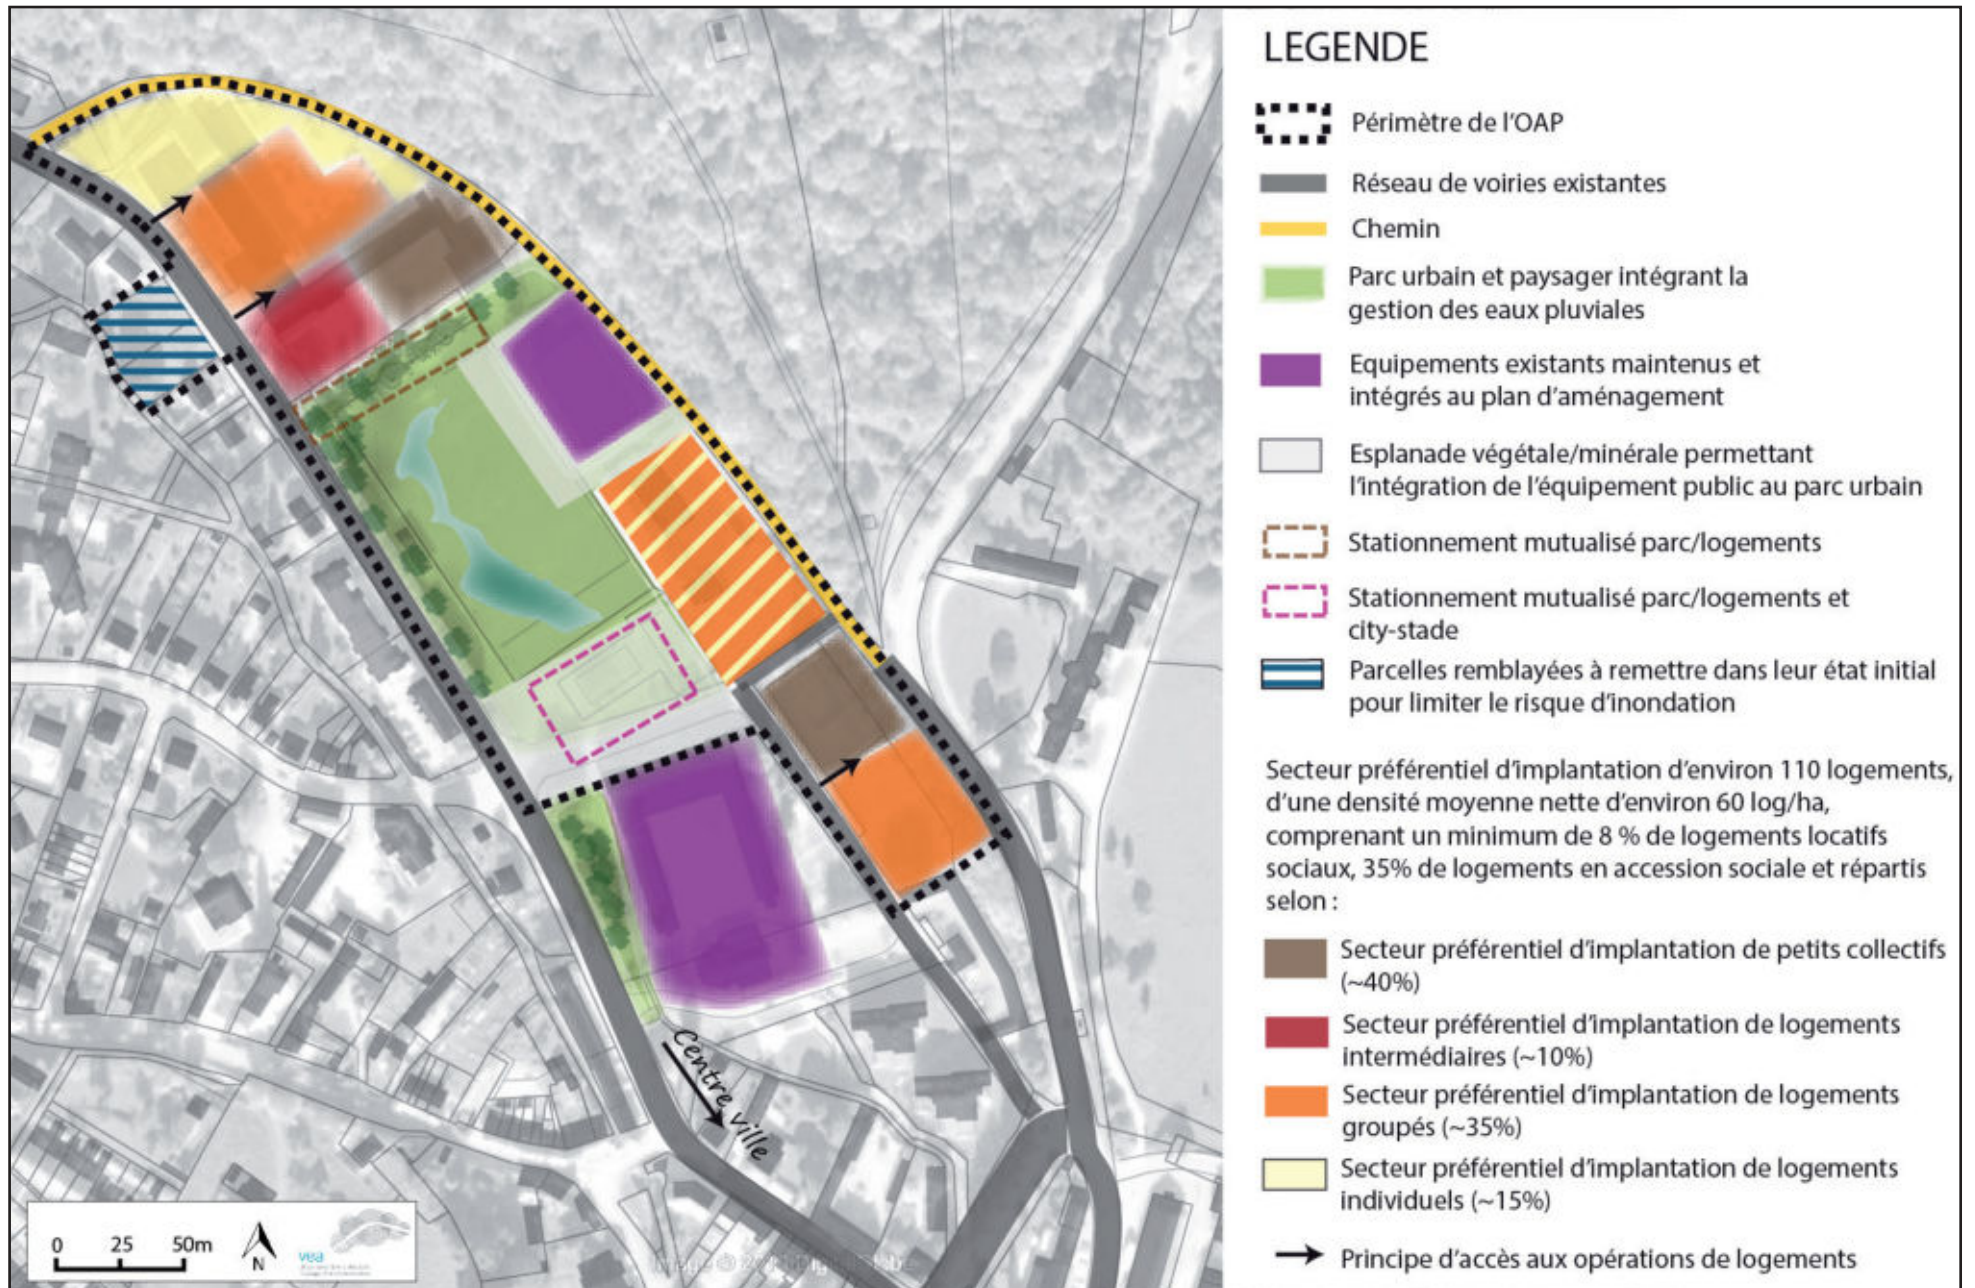 LEGENDE
Périmètre de l'OAP
Réseau de voiries existantes
Chemin
Parc urbain et paysager intégrant la
gestion des eaux pluviales
Equipements existants maintenus et
intégrés au plan d'aménagement
Esplanade végétale/minérale permettant
l'intégration de l'équipement public au parc urbain
Stationnement mutualisé parc/logements
Stationnement mutualisé parc/logements et
city-stade
Parcelles remblayées à remettre dans leur état initial
pour limiter le risque d'inondation
Secteur préférentiel d'implantation d'environ 110 logements,
d'une densité moyenne nette d'environ 60 log/ha,
comprenant un minimum de 8 % de logements locatifs
sociaux, 35% de logements en accession sociale et répartis
selon :
Secteur préférentiel d'implantation de petits collectifs
(~40%)
Secteur préférentiel d'implantation de logements
intermédiaires (~10%)
Secteur préférentiel d'implantation de logements
groupés (~35%)
Secteur préférentiel d'implantation de logements
individuels (~15%)
Principe d'accès aux opérations de logements
Centre ville
0 25 50m
N
vea
Image ©